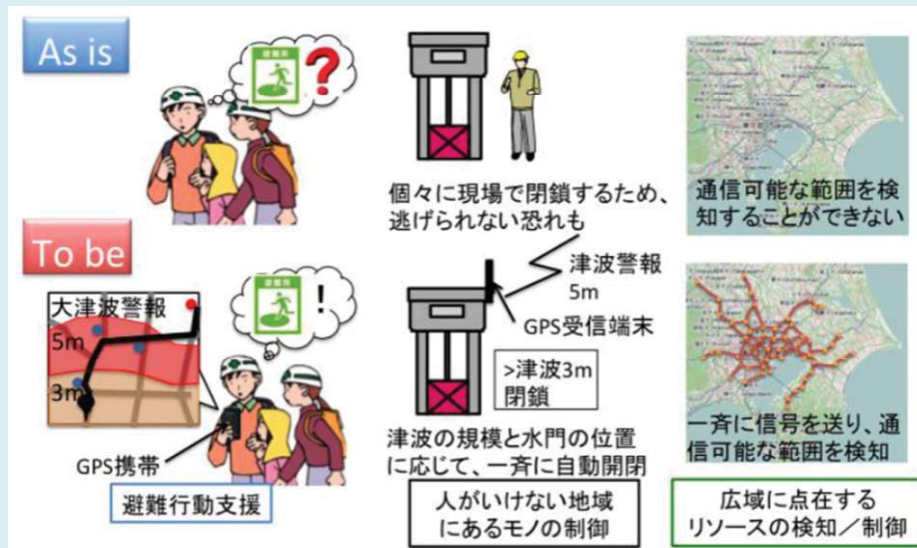 As is
避難所
?
個々に現場で閉鎖するため、
逃げられない恐れも
通信可能な範囲を検
知することができない
To be
大津波警報
5m
3m
GPS携帯
避難所
!
避難行動支援
津波警報
5m
GPS受信端末
>津波3m
閉鎖
津波の規模と水門の位置
に応じて、一斉に自動開閉
人がいけない地域
にあるモノの制御
一斉に信号を送り、通
信可能な範囲を検知
広域に点在する
リソースの検知／制御